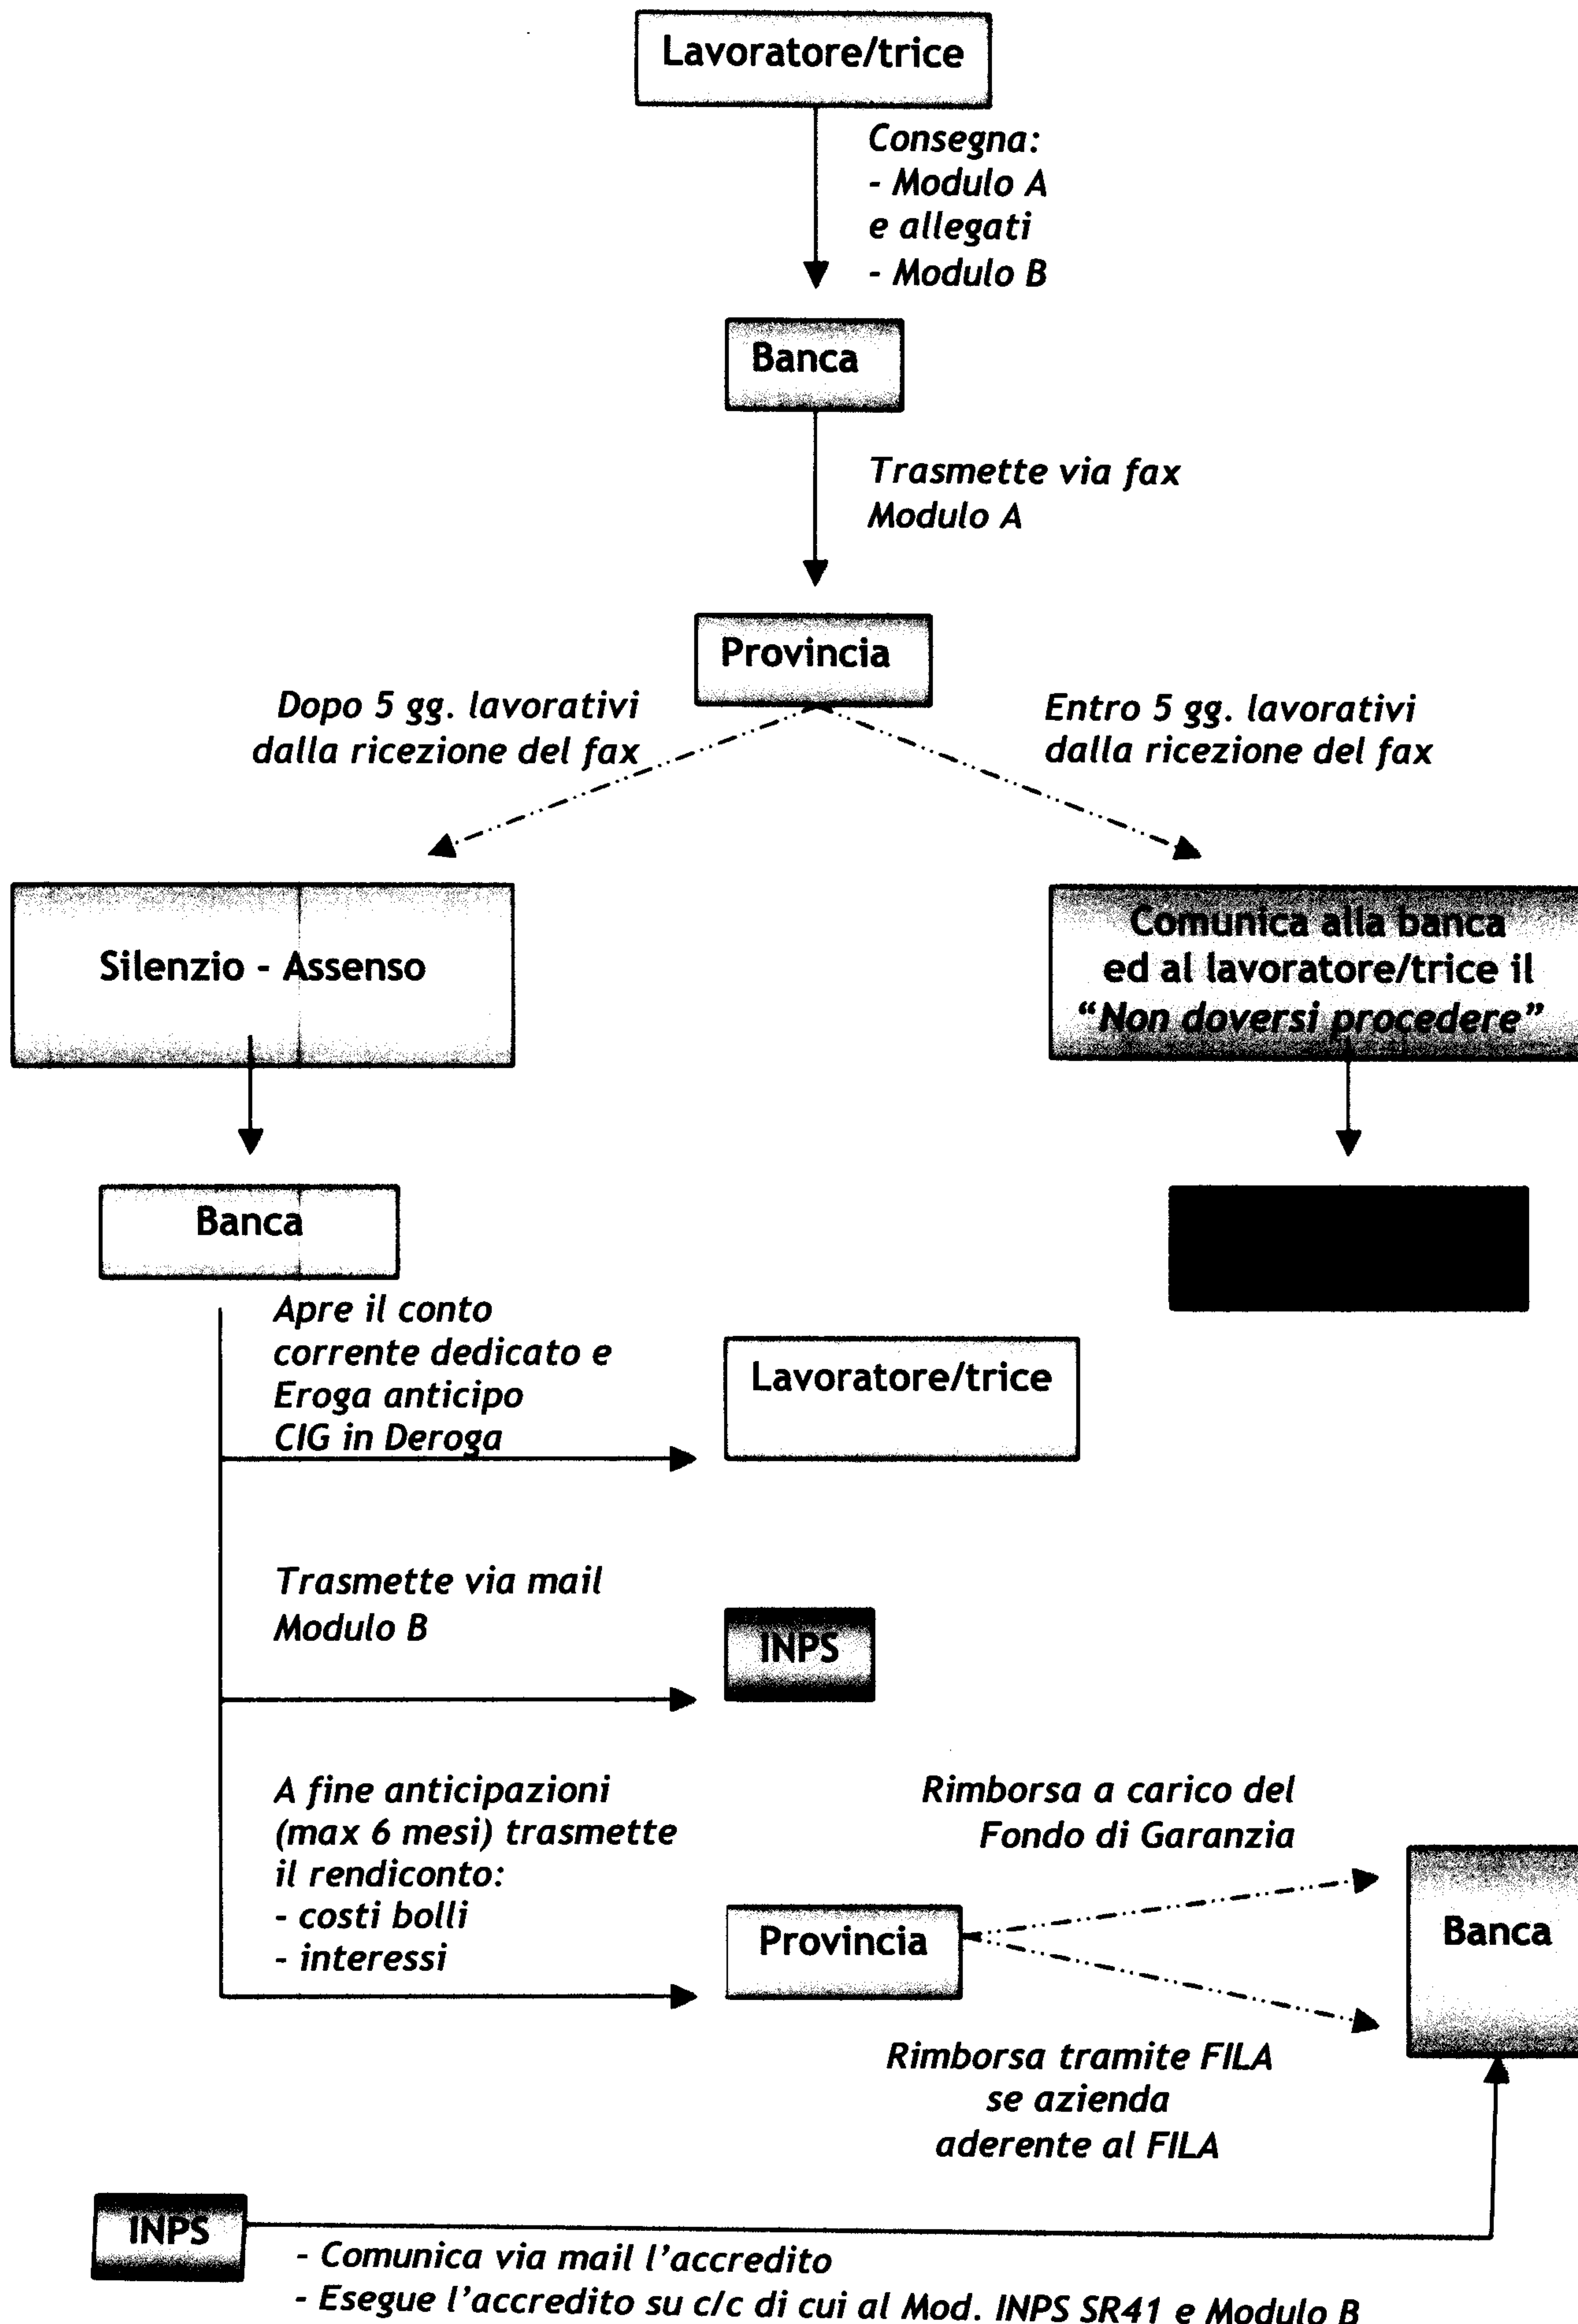 Lavoratore/trice
Consegna:
- Modulo A
e allegati
- Modulo B
Banca
Trasmette via fax
Modulo A
Provincia
Dopo 5 gg. lavorativi
dalla ricezione del fax
Entro 5 gg. lavorativi
dalla ricezione del fax
Silenzio - Assenso
Comunica alla banca
ed al lavoratore/trice il
“Non doversi procedere”
Banca
Apre il conto
corrente dedicato e
Eroga anticipo
CIG in Deroga
Lavoratore/trice
Trasmette via mail
Modulo B
INPS
A fine anticipazioni
(max 6 mesi) trasmette
il rendiconto:
- costi bolli
- interessi
Provincia
Rimborsa a carico del
Fondo di Garanzia
Banca
Rimborsa tramite FILA
se azienda
aderente al FILA
INPS
- Comunica via mail l'accredito
- Esegue l'accredito su c/c di cui al Mod. INPS SR41 e Modulo B